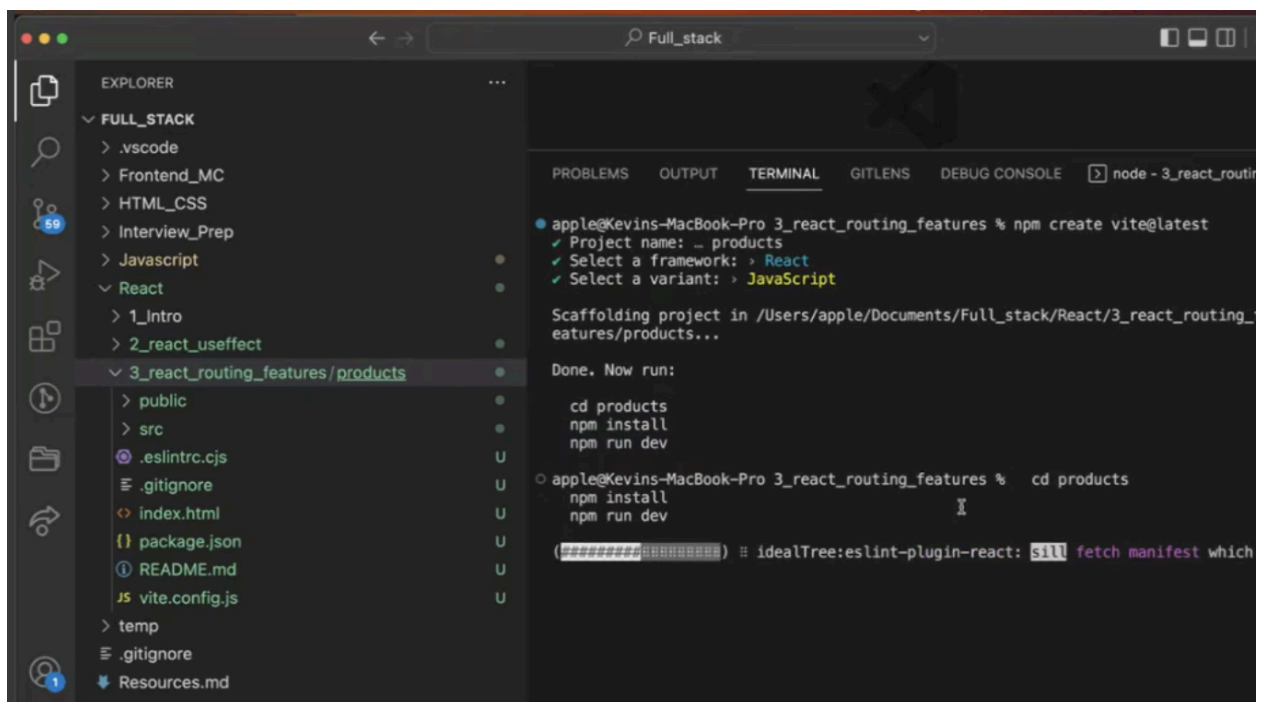 Full_stack
EXPLORER
FULL_STACK
.vscode
Frontend_MC
HTML_CSS
59
Interview_Prep
Javascript
React
1_Intro
2_react_useffect
3_react_routing_features/products
public
src
.eslintrc.cjs U
.gitignore U
index.html U
{} package.json U
README.md U
JS vite.config.js U
temp
.gitignore
1
Resources.md
PROBLEMS OUTPUT TERMINAL GITLENS DEBUG CONSOLE node - 3_react_routin
apple@Kevins-MacBook-Pro 3_react_routing_features % npm create vite@latest
✔ Project name: … products
✔ Select a framework: › React
✔ Select a variant: › JavaScript
Scaffolding project in /Users/apple/Documents/Full_stack/React/3_react_routing_
eatures/products...
Done. Now run:
cd products
npm install
npm run dev
apple@Kevins-MacBook-Pro 3_react_routing_features % cd products
npm install
npm run dev
(##################) ⠿ idealTree:eslint-plugin-react: sill fetch manifest which